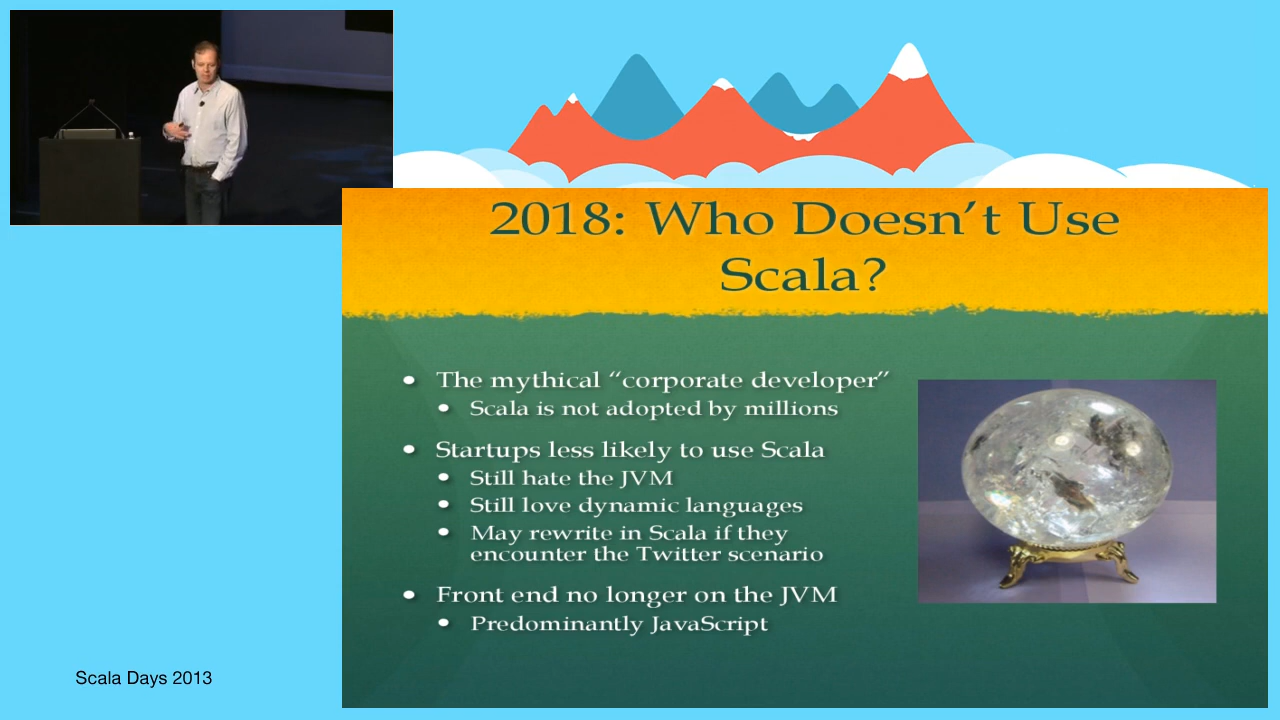 2018: Who Doesn’t Use
Scala?
• The mythical “corporate developer”
• Scala is not adopted by millions
• Startups less likely to use Scala
• Still hate the JVM
• Still love dynamic languages
• May rewrite in Scala if they
encounter the Twitter scenario
• Front end no longer on the JVM
• Predominantly JavaScript
Scala Days 2013